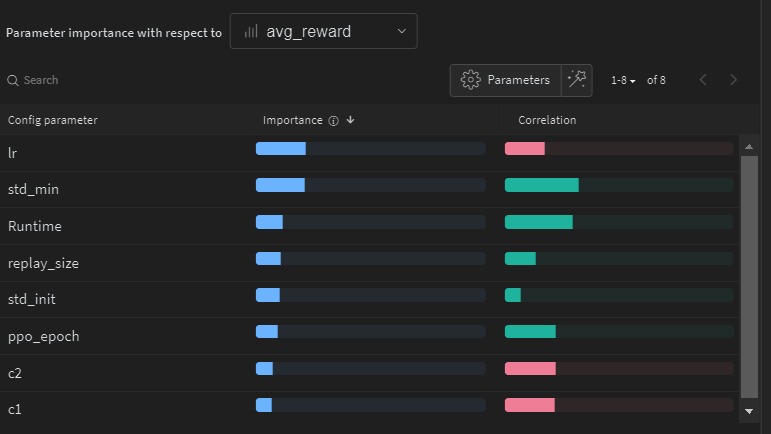 Parameter importance with respect to avg_reward
Search Parameters 1-8 of 8
Config parameter Importance Correlation
lr
std_min
Runtime
replay_size
std_init
ppo_epoch
c2
c1